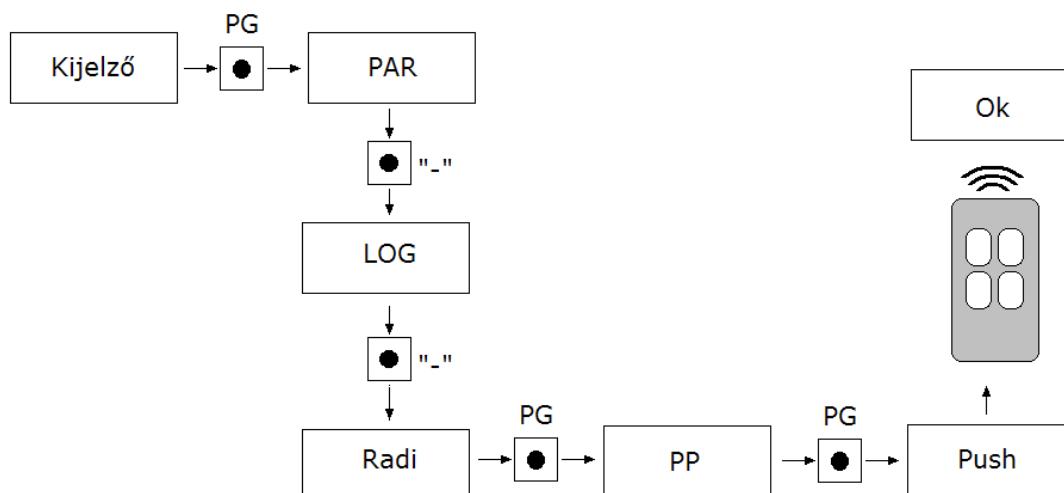 PG
Kijelző
PAR
Ok
"-"
LOG
"-"
PG
PG
Radi
PP
Push